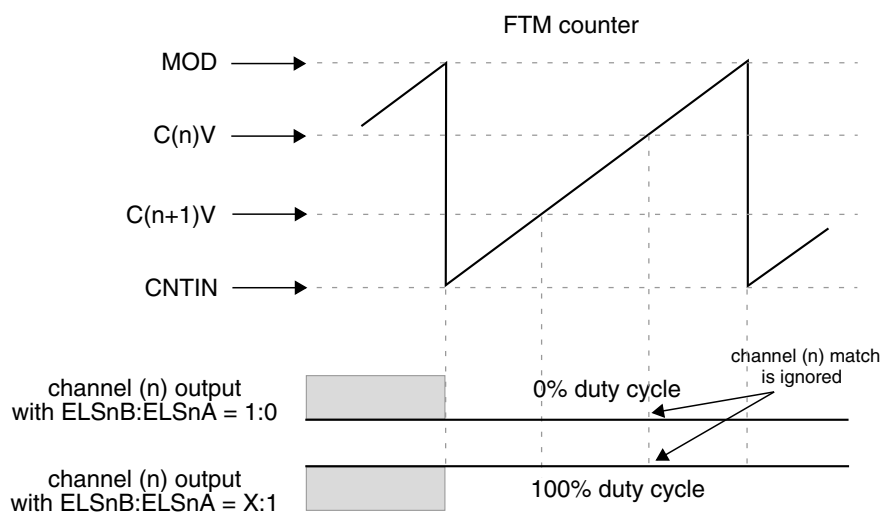 FTM counter
MOD
C(n)V
C(n+1)V
CNTIN
channel (n) match
is ignored
channel (n) output
with ELSnB:ELSnA = 1:0
0% duty cycle
channel (n) output
with ELSnB:ELSnA = X:1
100% duty cycle